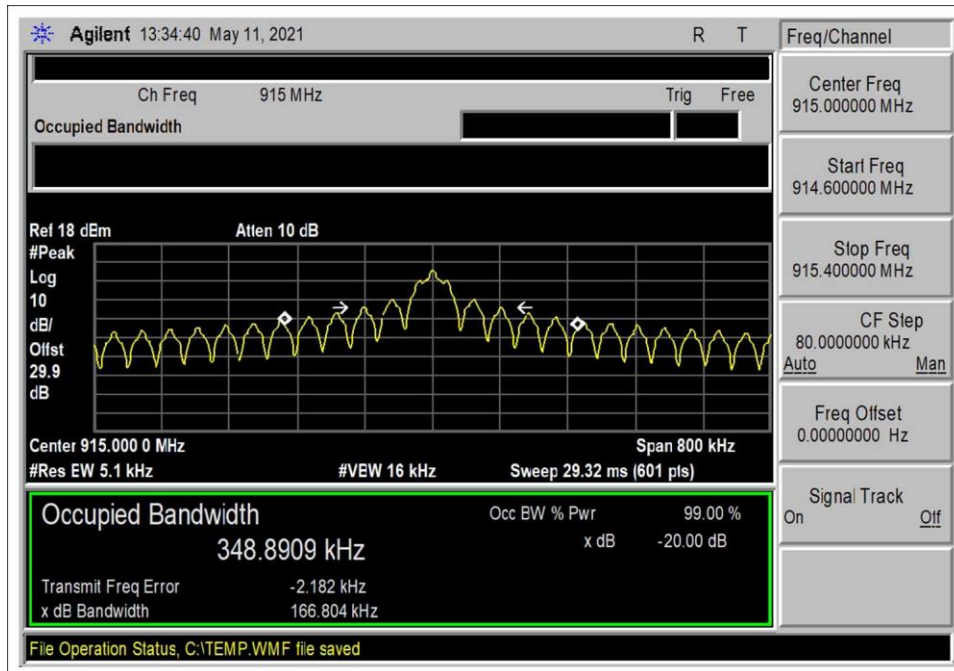 Agilent 13:34:40 May 11, 2021 R T
Freq/Channel
Ch Freq 915 MHz Trig Free
Occupied Bandwidth
Center Freq
915.000000 MHz
Start Freq
914.600000 MHz
Stop Freq
915.400000 MHz
CF Step
80.0000000 kHz
Auto Man
Freq Offset
0.00000000 Hz
Signal Track
On Off
Ref 18 dBm Atten 10 dB
#Peak
Log
10
dB/
Offst
29.9
dB
Center 915.000 0 MHz Span 800 kHz
#Res BW 5.1 kHz #VBW 16 kHz Sweep 29.32 ms (601 pts)
Occupied Bandwidth Occ BW % Pwr 99.00 %
348.8909 kHz x dB -20.00 dB
Transmit Freq Error -2.182 kHz
x dB Bandwidth 166.804 kHz
File Operation Status, C:\TEMP.WMF file saved